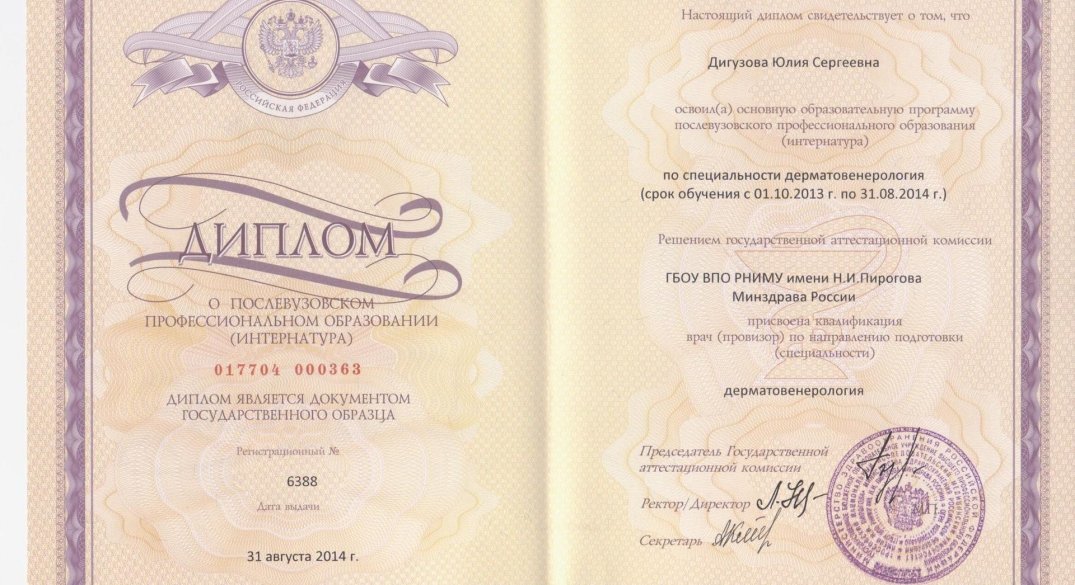 РОССИЙСКАЯ ФЕДЕРАЦИЯ
ДИПЛОМ
О ПОСЛЕВУЗОВСКОМ
ПРОФЕССИОНАЛЬНОМ ОБРАЗОВАНИИ
(ИНТЕРНАТУРА)
017704 000363
ДИПЛОМ ЯВЛЯЕТСЯ ДОКУМЕНТОМ
ГОСУДАРСТВЕННОГО ОБРАЗЦА
Регистрационный №
6388
Дата выдачи
31 августа 2014 г.
Настоящий диплом свидетельствует о том, что
Дигузова Юлия Сергеевна
освоил(а) основную образовательную программу
послевузовского профессионального образования
(интернатура)
по специальности дерматовенерология
(срок обучения с 01.10.2013 г. по 31.08.2014 г.)
Решением государственной аттестационной комиссии
ГБОУ ВПО РНИМУ имени Н.И.Пирогова
Минздрава России
присвоена квалификация
врач (провизор) по направлению подготовки
(специальности)
дерматовенерология
Председатель Государственной
аттестационной комиссии
Ректор/Директор
Секретарь
МИНИСТЕРСТВО ЗДРАВООХРАНЕНИЯ РОССИЙСКОЙ ФЕДЕРАЦИИ